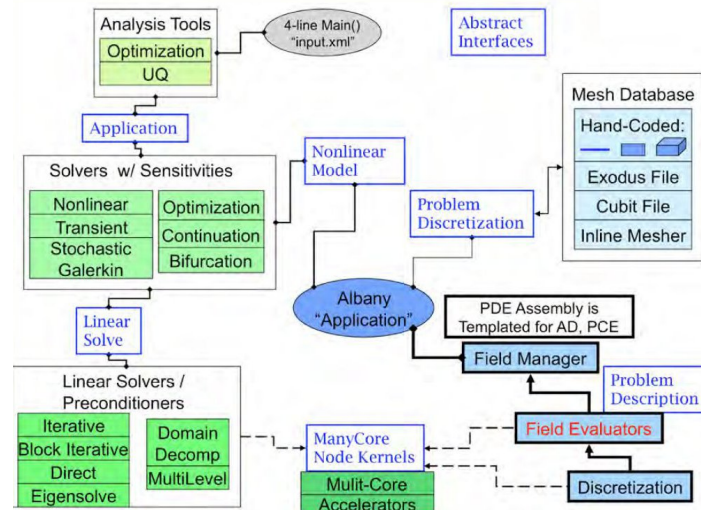 Analysis Tools
Optimization
UQ
4-line Main()
"input.xml"
Abstract
Interfaces
Application
Mesh Database
Hand-Coded:
Exodus File
Cubit File
Inline Mesher
Solvers w/ Sensitivities
Nonlinear
Transient
Stochastic
Galerkin
Optimization
Continuation
Bifurcation
Nonlinear
Model
Problem
Discretization
Albany
"Application"
Linear
Solve
PDE Assembly is
Templated for AD, PCE
Field Manager
Problem
Description
Linear Solvers /
Preconditioners
Iterative
Block Iterative
Direct
Eigensolve
Domain
Decomp
MultiLevel
ManyCore
Node Kernels
Mulit-Core
Accelerators
Field Evaluators
Discretization